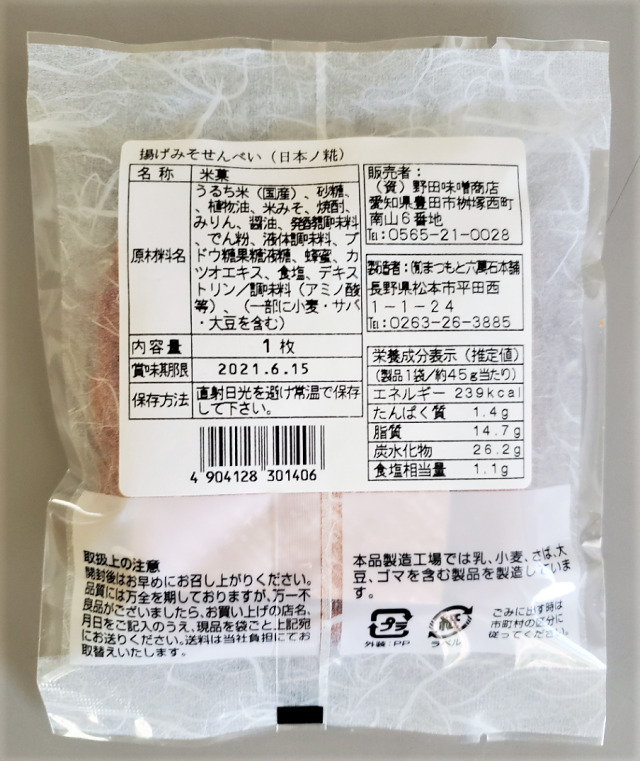 揚げみそせんべい（日本ノ糀）
名 称 米菓
原材料名 うるち米（国産）、砂糖
、植物油、米みそ、焼酎、
みりん、醤油、発酵調味料
、でん粉、液体調味料、ブ
ドウ糖果糖液糖、蜂蜜、カ
ツオエキス、食塩、デキス
トリン／調味料（アミノ酸
等）、（一部に小麦・サバ
・大豆を含む）
内容量 １枚
賞味期限 2021.6.15
保存方法 直射日光を避け常温で保存
して下さい。
4 904128 301406
販売者：
（資）野田味噌商店
愛知県豊田市桝塚西町
南山６番地
℡:0565-21-0028
製造者：㈲まつもと六萬石本舗
長野県松本市平田西
１－１－２４
℡:0263-26-3885
栄養成分表示（推定値）
（製品１袋/約４５ｇ当たり）
エネルギー 239kcal
たんぱく質 1.4g
脂質 14.7g
炭水化物 26.2g
食塩相当量 1.1g
取扱上の注意
開封後はお早めにお召し上がりください。
品質には万全を期しておりますが、万一不
良品がございましたら、お買い上げの店名、
月日をご記入のうえ、現品を袋ごと上記宛
にお送りください。送料は当社負担にてお
取替えいたします。
本品製造工場では乳、小麦、さば、大
豆、ゴマを含む製品を製造していま
す。
プラ
外装：PP
紙
ラベル
ごみに出す時は
市町村の区分に
従ってください。